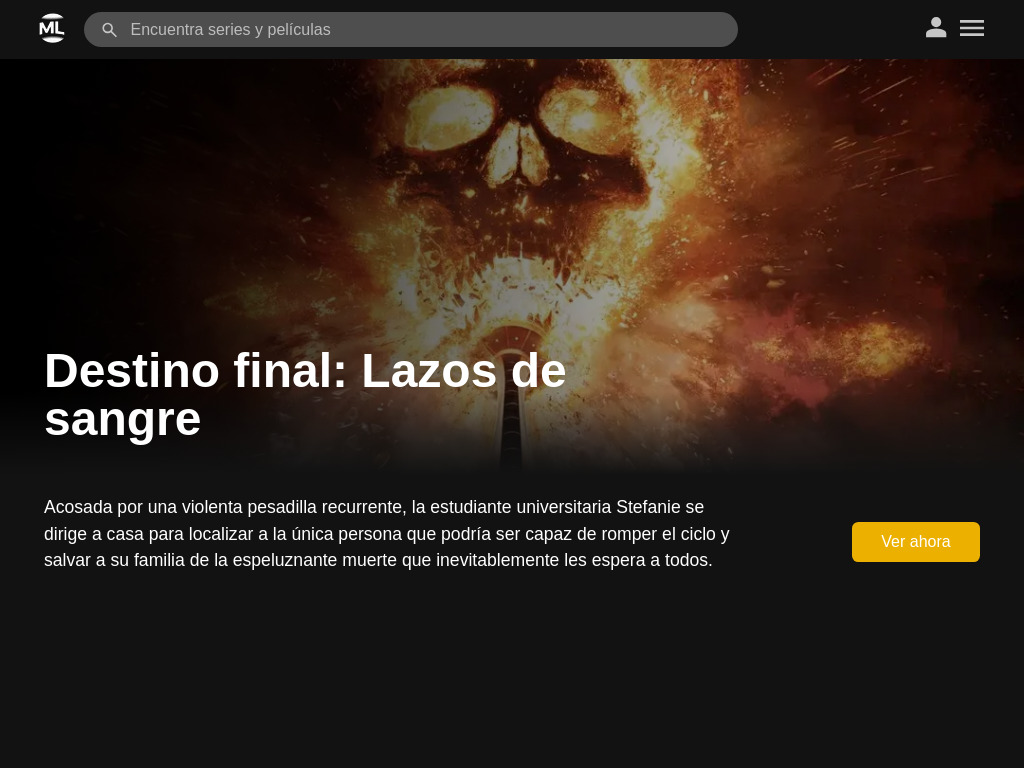 ML
Encuentra series y películas
Destino final: Lazos de
sangre
Acosada por una violenta pesadilla recurrente, la estudiante universitaria Stefanie se
dirige a casa para localizar a la única persona que podría ser capaz de romper el ciclo y
salvar a su familia de la espeluznante muerte que inevitablemente les espera a todos.
Ver ahora